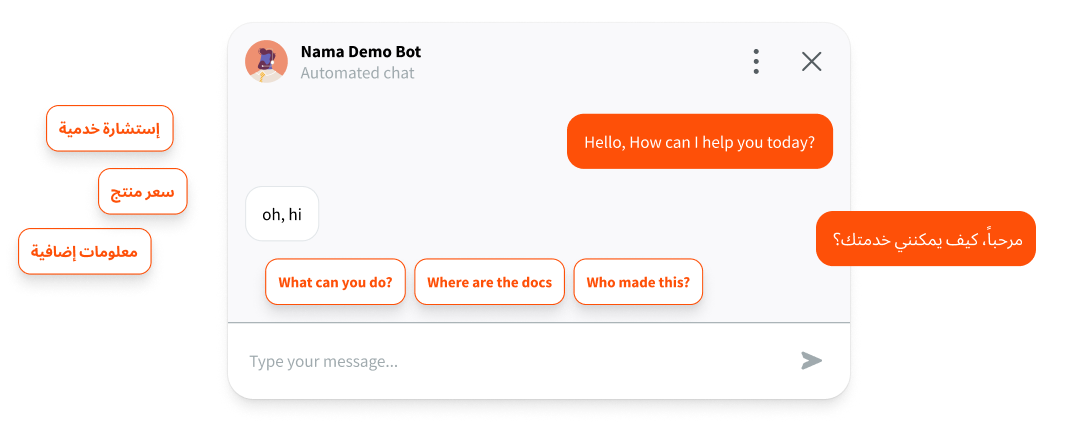 Nama Demo Bot
Automated chat
إستشارة خدمية
Hello, How can I help you today?
سعر منتج
oh, hi
مرحباً، كيف يمكنني خدمتك؟
معلومات إضافية
What can you do?
Where are the docs
Who made this?
Type your message...